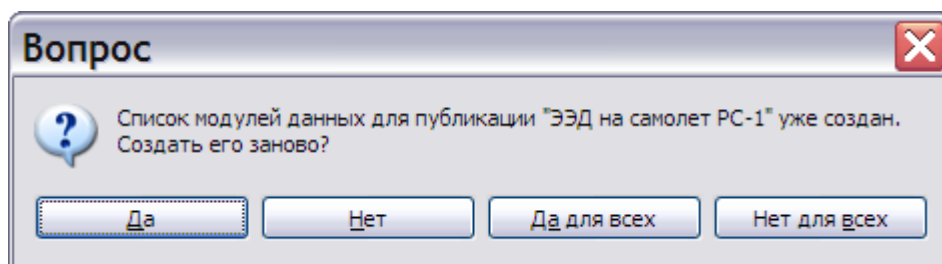 Вопрос
Список модулей данных для публикации "ЭЭД на самолет РС-1" уже создан.
Создать его заново?
Да Нет Да для всех Нет для всех